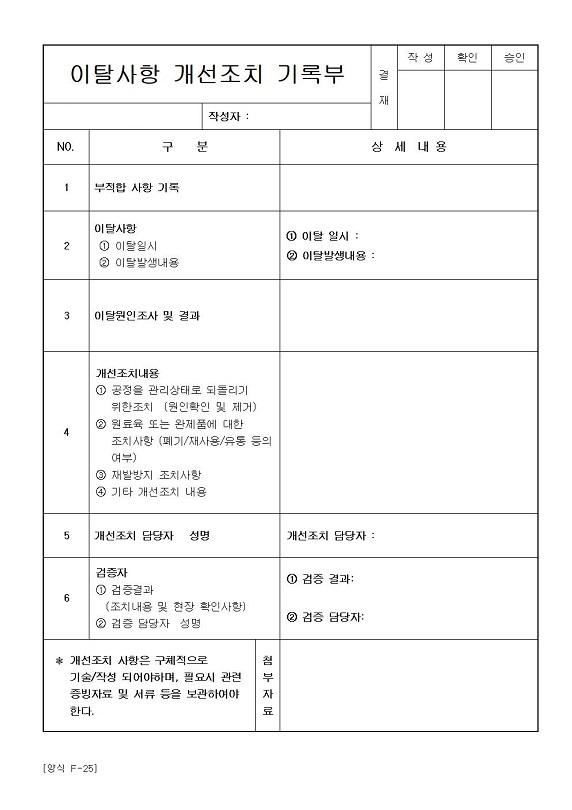 이탈사항 개선조치 기록부
결
재
작 성 확인 승인
작성자 :
NO. 구 분 상 세 내 용
1 부적합 사항 기록
2 이탈사항
① 이탈일시
② 이탈발생내용
① 이탈 일시 :
② 이탈발생내용 :
3 이탈원인조사 및 결과
4 개선조치내용
① 공정을 관리상태로 되돌리기
위한조치 (원인확인 및 제거)
② 원료육 또는 완제품에 대한
조치사항 (폐기/재사용/유통 등의
여부)
③ 재발방지 조치사항
④ 기타 개선조치 내용
5 개선조치 담당자 성명 개선조치 담당자 :
6 검증자
① 검증결과
(조치내용 및 현장 확인사항)
② 검증 담당자 성명
① 검증 결과:
② 검증 담당자:
* 개선조치 사항은 구체적으로
기술/작성 되어야하며, 필요시 관련
증빙자료 및 서류 등을 보관하여야
한다.
첨
부
자
료
[양식 F-25]